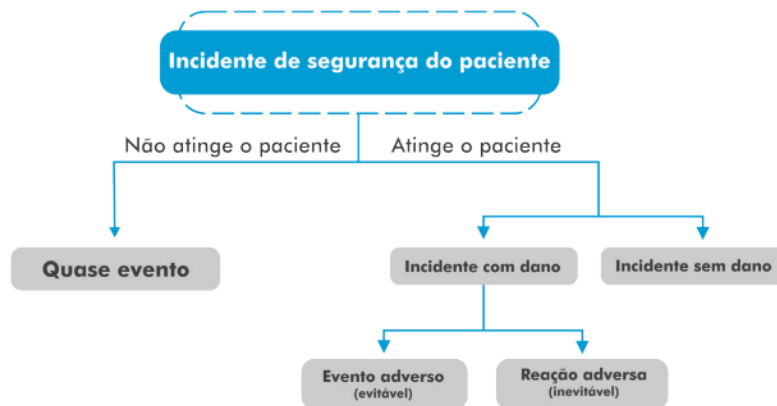 Incidente de segurança do paciente
Não atinge o paciente
Atinge o paciente
Quase evento
Incidente com dano
Incidente sem dano
Evento adverso
(evitável)
Reação adversa
(inevitável)